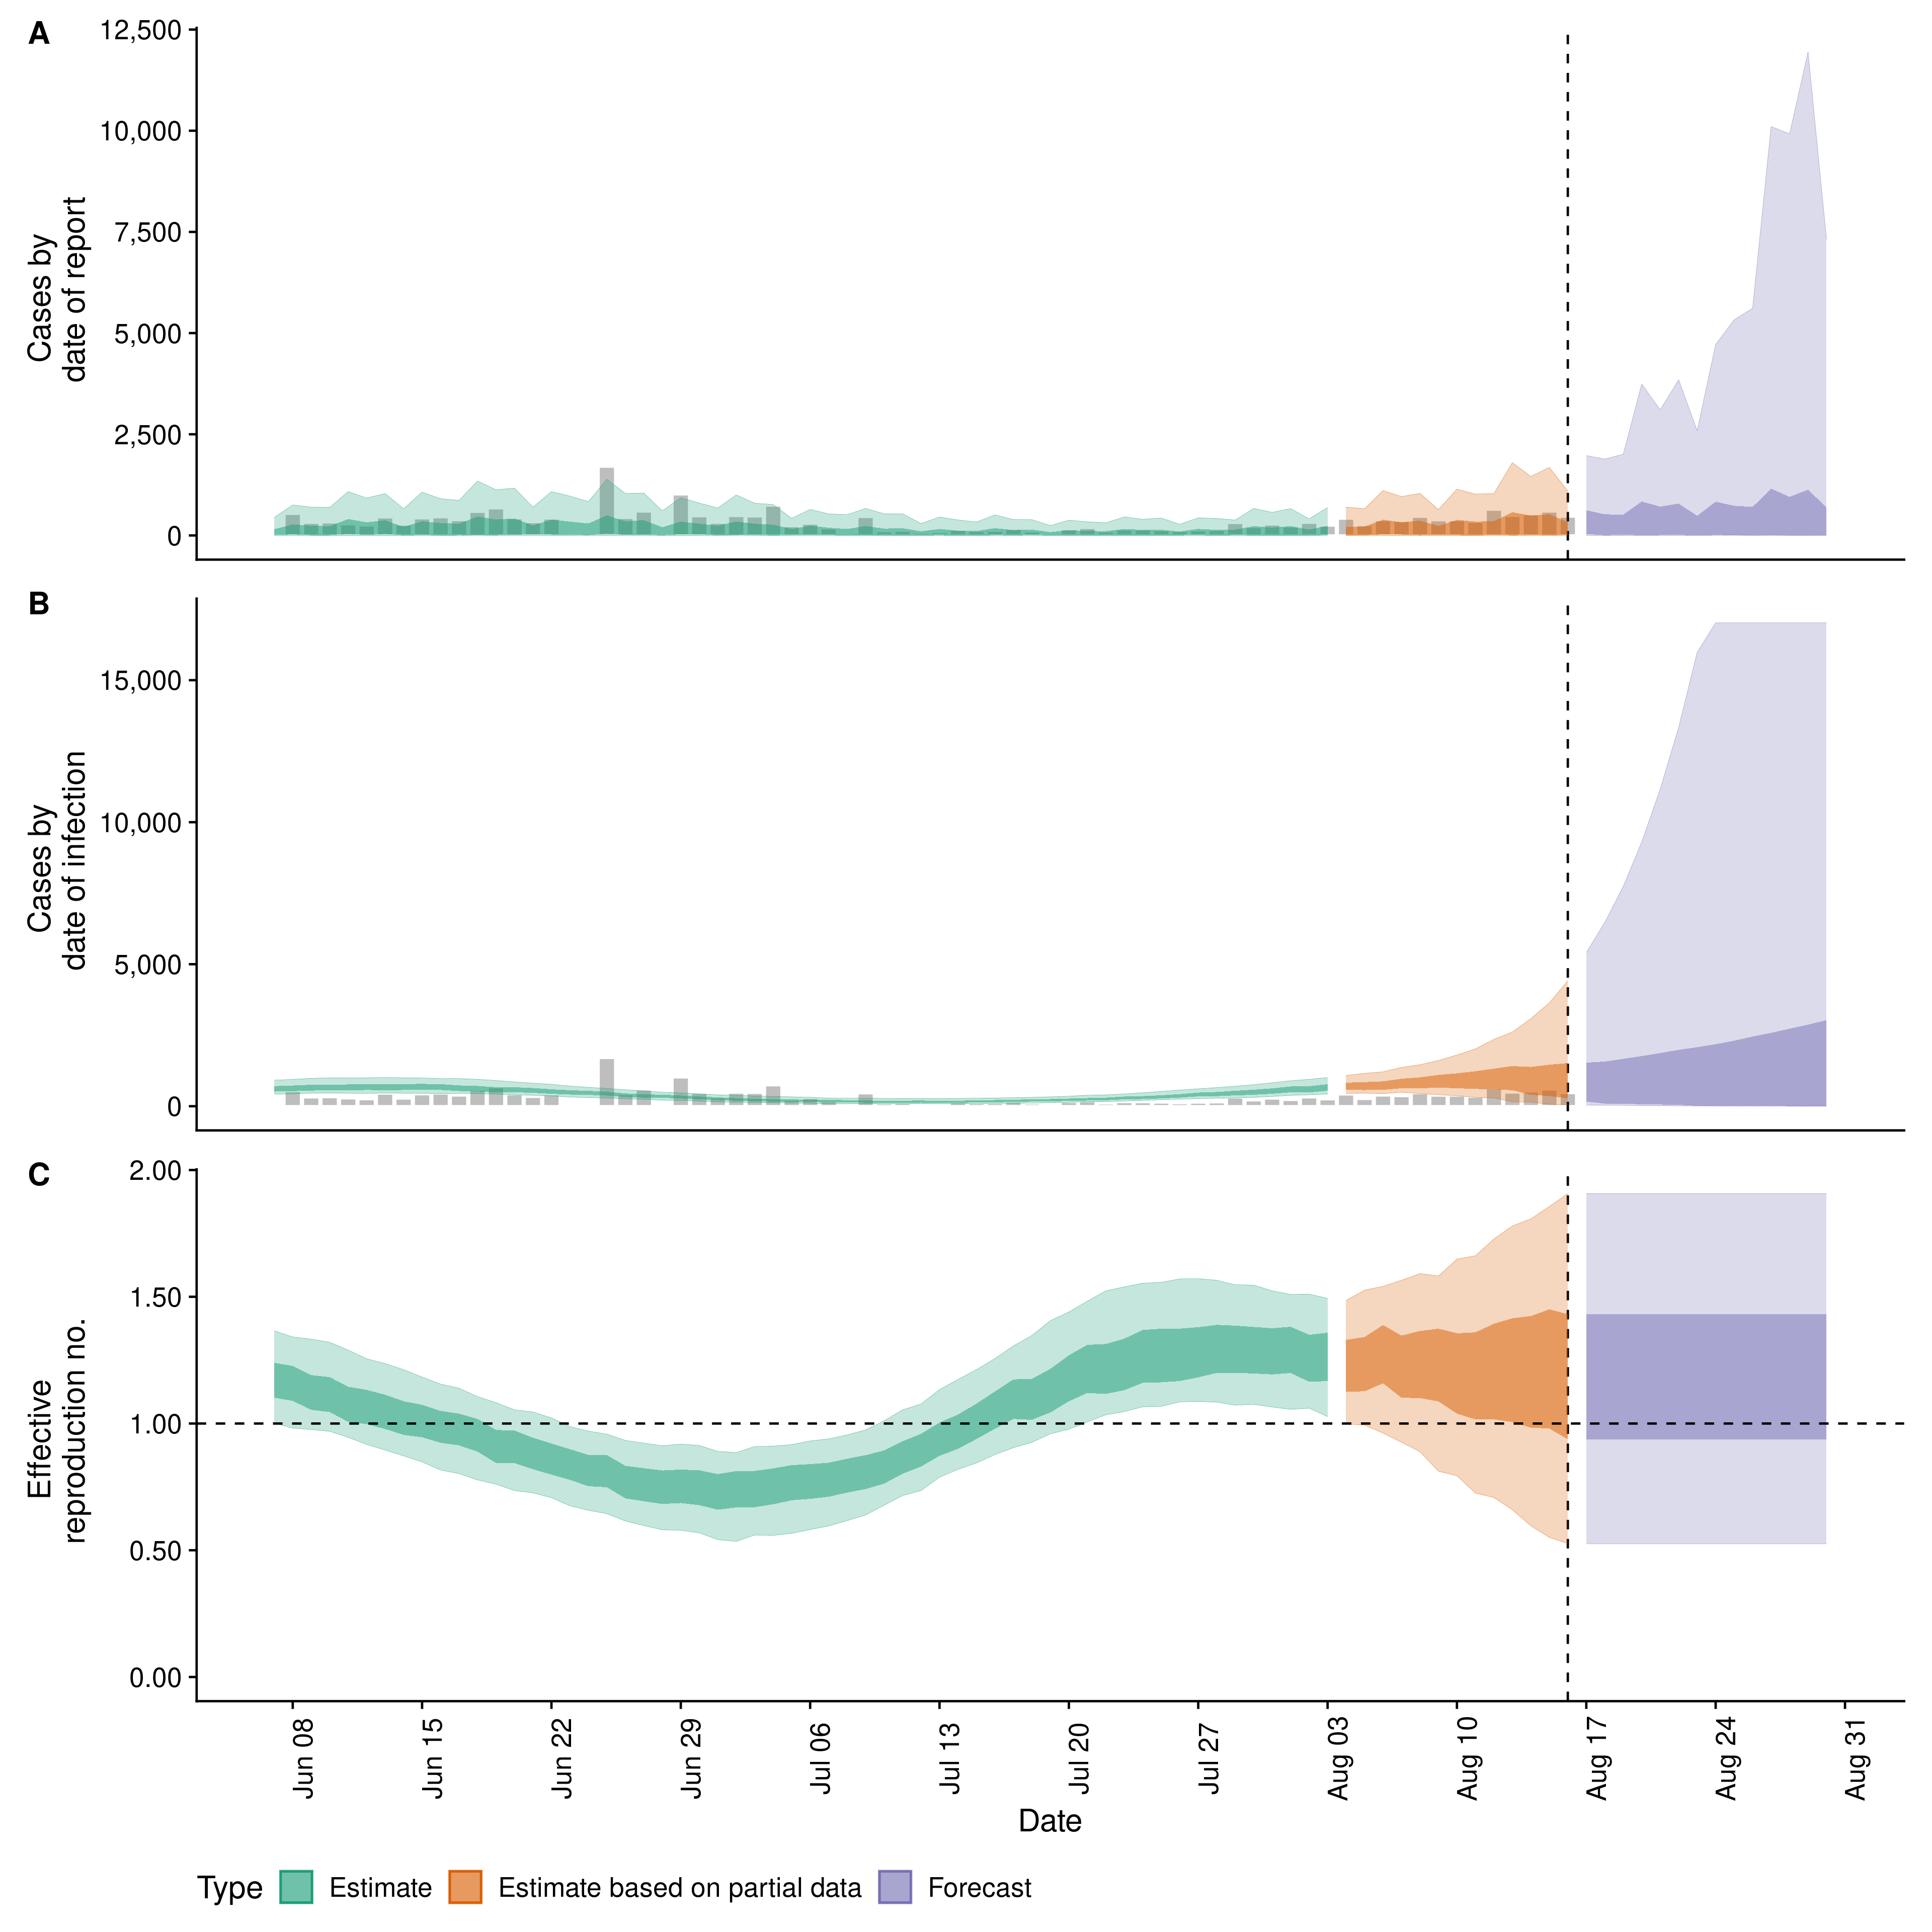 A
12,500
10,000
7,500
5,000
2,500
0
Cases by
date of report
B
15,000
10,000
5,000
0
Cases by
date of infection
C
2.00
1.50
1.00
0.50
0.00
Effective
reproduction no.
Jun 08
Jun 15
Jun 22
Jun 29
Jul 06
Jul 13
Jul 20
Jul 27
Aug 03
Aug 10
Aug 17
Aug 24
Aug 31
Date
Type Estimate Estimate based on partial data Forecast